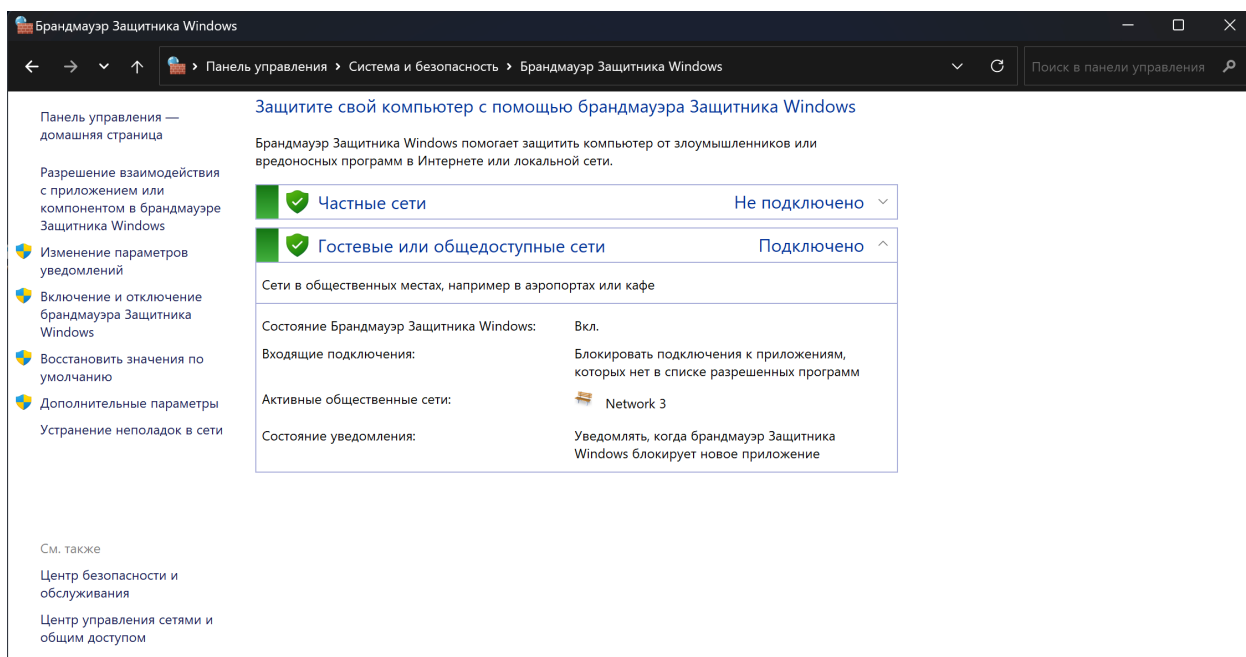 Брандмауэр Защитника Windows
Панель управления > Система и безопасность > Брандмауэр Защитника Windows
Поиск в панели управления
Панель управления —
домашняя страница
Разрешение взаимодействия
с приложением или
компонентом в брандмауэре
Защитника Windows
Изменение параметров
уведомлений
Включение и отключение
брандмауэра Защитника
Windows
Восстановить значения по
умолчанию
Дополнительные параметры
Устранение неполадок в сети
См. также
Центр безопасности и
обслуживания
Центр управления сетями и
общим доступом
Защитите свой компьютер с помощью брандмауэра Защитника Windows
Брандмауэр Защитника Windows помогает защитить компьютер от злоумышленников или
вредоносных программ в Интернете или локальной сети.
Частные сети Не подключено
Гостевые или общедоступные сети Подключено
Сети в общественных местах, например в аэропортах или кафе
Состояние Брандмауэр Защитника Windows: Вкл.
Входящие подключения: Блокировать подключения к приложениям,
которых нет в списке разрешенных программ
Активные общественные сети: Network 3
Состояние уведомления: Уведомлять, когда брандмауэр Защитника
Windows блокирует новое приложение